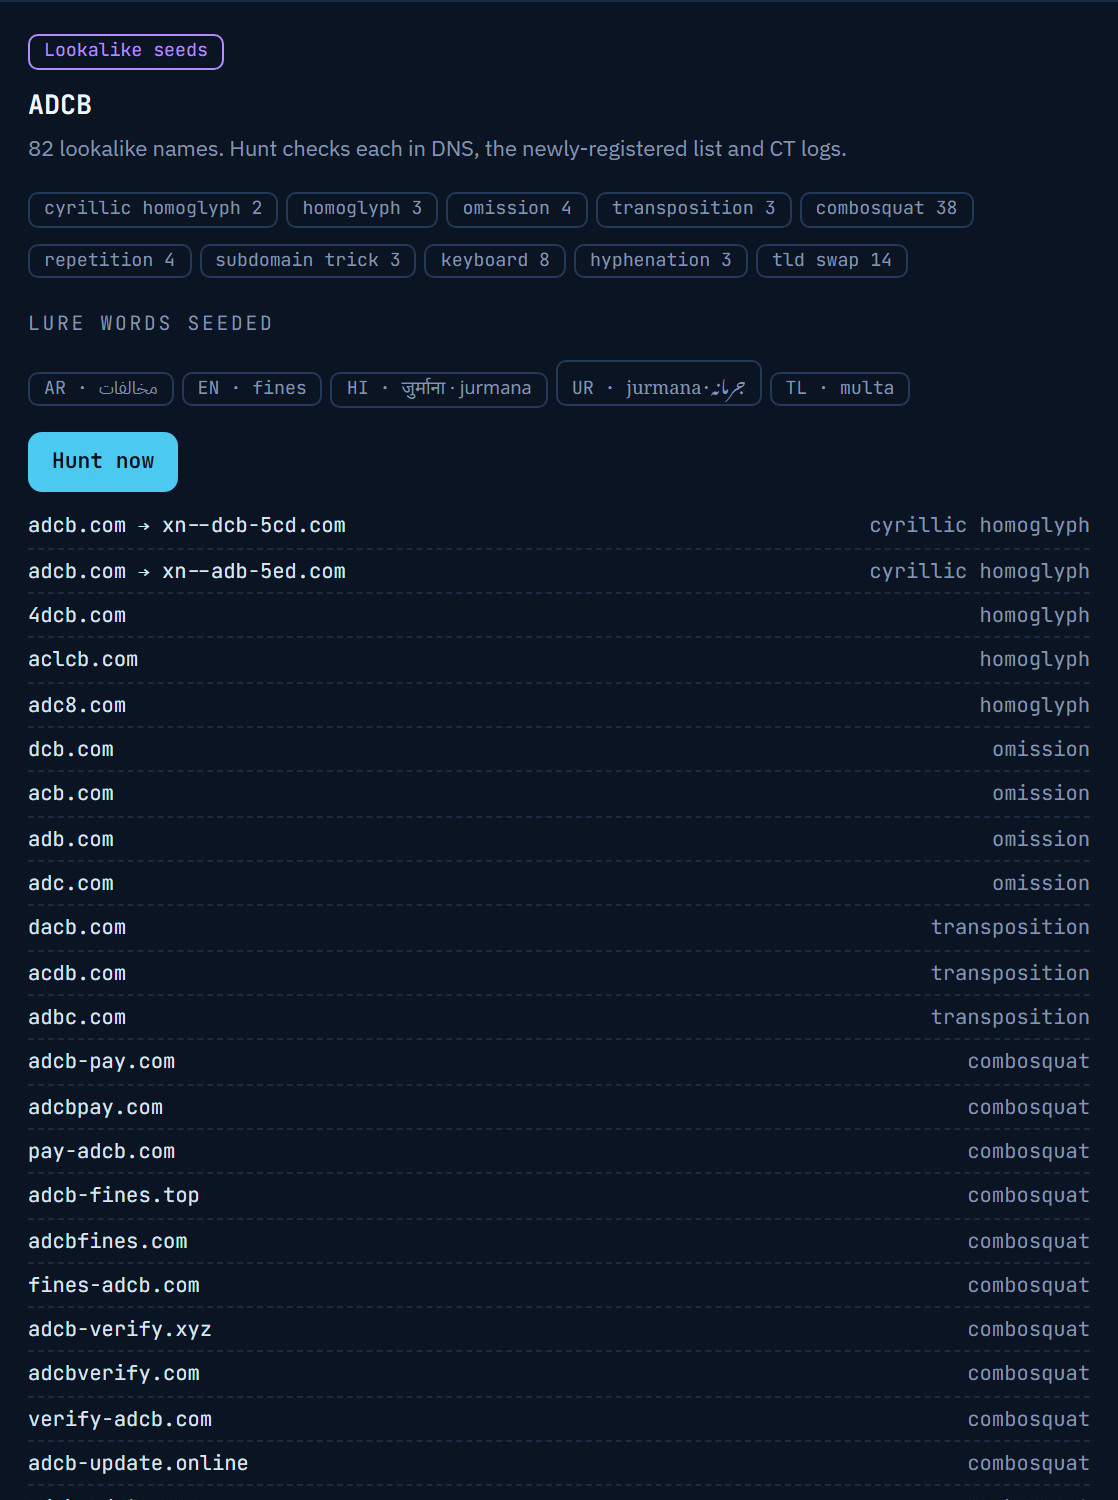 Lookalike seeds
ADCB
82 lookalike names. Hunt checks each in DNS, the newly-registered list and CT logs.
cyrillic homoglyph 2 homoglyph 3 omission 4 transposition 3 combosquat 38
repetition 4 subdomain trick 3 keyboard 8 hyphenation 3 tld swap 14
LURE WORDS SEEDED
AR · مخالفات EN · fines HI · जुर्माना · jurmana UR · jurmana · جرمانہ TL · multa
Hunt now
adcb.com → xn--dcb-5cd.com cyrillic homoglyph
adcb.com → xn--adb-5ed.com cyrillic homoglyph
4dcb.com homoglyph
aclcb.com homoglyph
adc8.com homoglyph
dcb.com omission
acb.com omission
adb.com omission
adc.com omission
dacb.com transposition
acdb.com transposition
adbc.com transposition
adcb-pay.com combosquat
adcbpay.com combosquat
pay-adcb.com combosquat
adcb-fines.top combosquat
adcbfines.com combosquat
fines-adcb.com combosquat
adcb-verify.xyz combosquat
adcbverify.com combosquat
verify-adcb.com combosquat
adcb-update.online combosquat